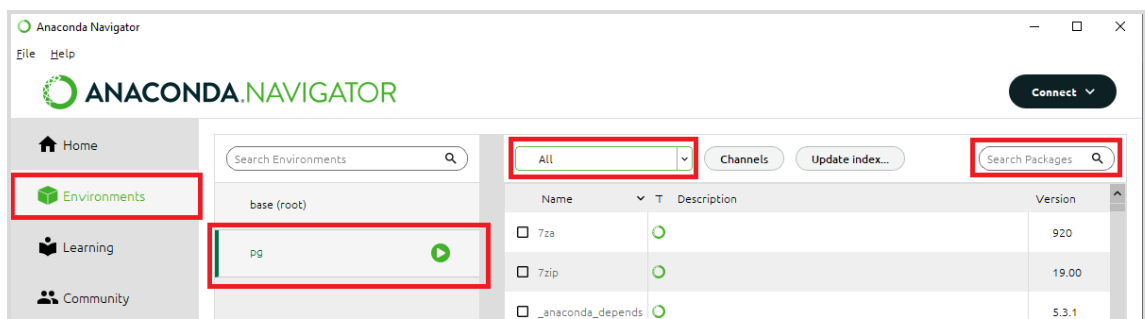 Anaconda Navigator
File Help
ANACONDA.NAVIGATOR
Connect
Home
Environments
Learning
Community
Search Environments
base (root)
pg
All
Channels
Update index...
Search Packages
Name T Description Version
7za 920
7zip 19.00
_anaconda_depends 5.3.1